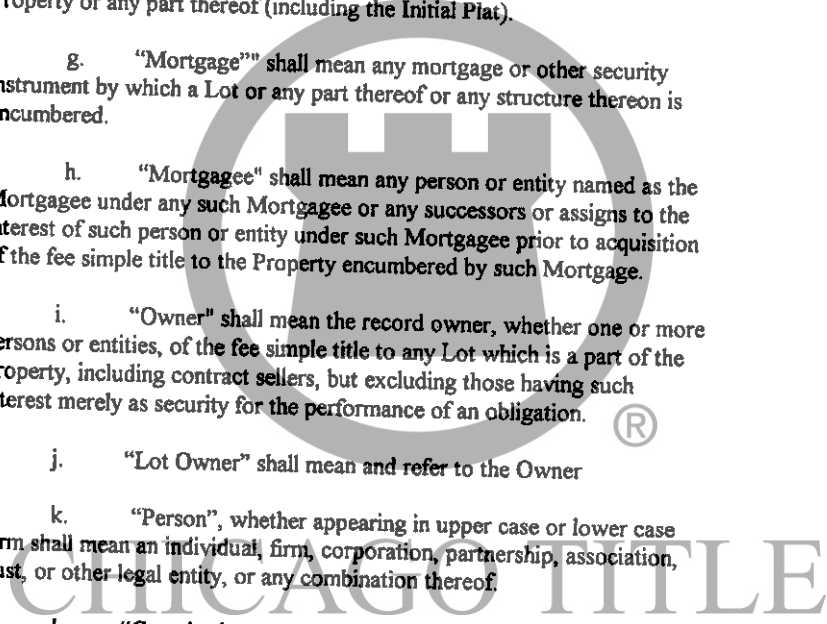 roperty or any part thereof (including the Initial Plat).
g. “Mortgage”" shall mean any mortgage or other security
nstrument by which a Lot or any part thereof or any structure thereon is
ncumbered.
h. “Mortgagee" shall mean any person or entity named as the
Mortgagee under any such Mortgagee or any successors or assigns to the
terest of such person or entity under such Mortgagee prior to acquisition
f the fee simple title to the Property encumbered by such Mortgage.
i. “Owner" shall mean the record owner, whether one or more
ersons or entities, of the fee simple title to any Lot which is a part of the
roperty, including contract sellers, but excluding those having such
terest merely as security for the performance of an obligation.
®
j. “Lot Owner” shall mean and refer to the Owner
k. “Person”, whether appearing in upper case or lower case
rm shall mean an individual, firm, corporation, partnership, association,
ust, or other legal entity, or any combination thereof.
CHICAGO TITLE